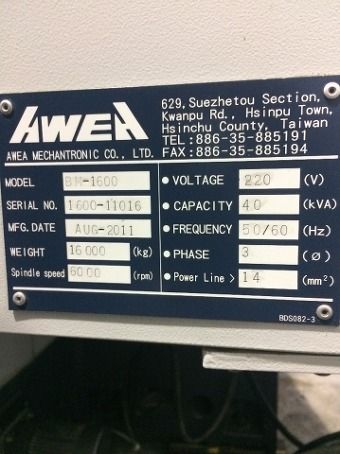 AWEA
629, Suezhetou Section,
Kwanpu Rd., Hsinpu Town,
Hsinchu County, Taiwan
TEL:886-35-885191
FAX:886-35-885194
AWEA MECHANTRONIC CO., LTD.
MODEL BM-1600
SERIAL NO. 1600-11016
MFG. DATE AUG-2011
WEIGHT 16000 (kg)
Spindle speed 6000 (rpm)
VOLTAGE 220 (V)
CAPACITY 40 (kVA)
FREQUENCY 50/60 (Hz)
PHASE 3 (Ø)
Power Line > 14 (mm²)
BDS082-3